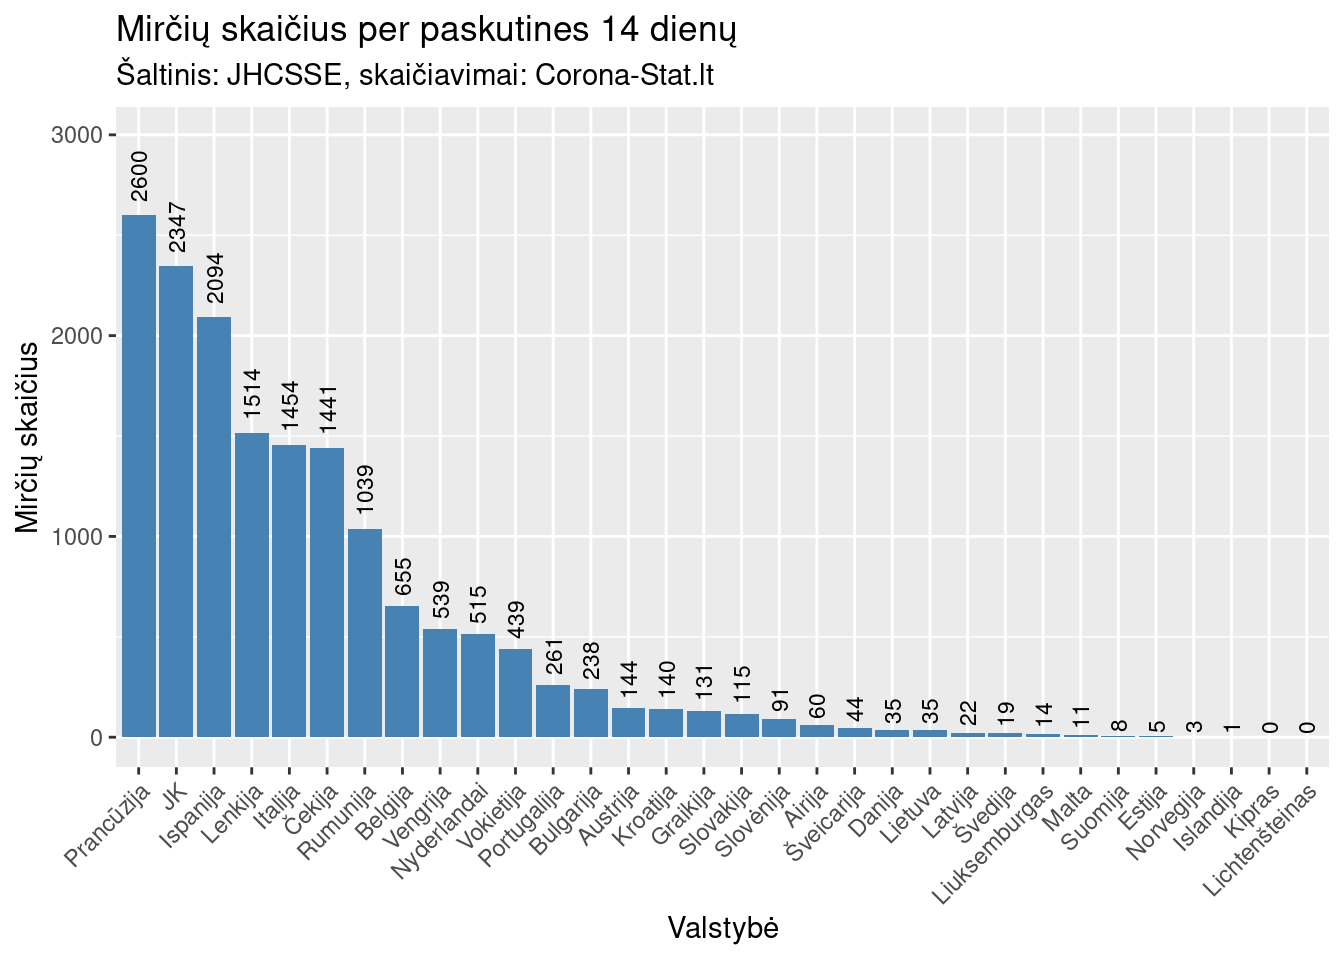 Mirčių skaičius per paskutines 14 dienų
Šaltinis: JHCSSE, skaičiavimai: Corona-Stat.lt
Mirčių skaičius
3000
2000
1000
0
2600
2347
2094
1514
1454
1441
1039
655
539
515
439
261
238
144
140
131
115
91
60
44
35
35
22
19
14
11
8
5
3
1
0
0
Prancūzija
JK
Ispanija
Lenkija
Italija
Čekija
Rumunija
Belgija
Vengrija
Nyderlandai
Vokietija
Portugalija
Bulgarija
Austrija
Kroatija
Graikija
Slovakija
Slovėnija
Airija
Šveicarija
Danija
Lietuva
Latvija
Švedija
Liuksemburgas
Malta
Suomija
Estija
Norvegija
Islandija
Kipras
Lichtenšteinas
Valstybė